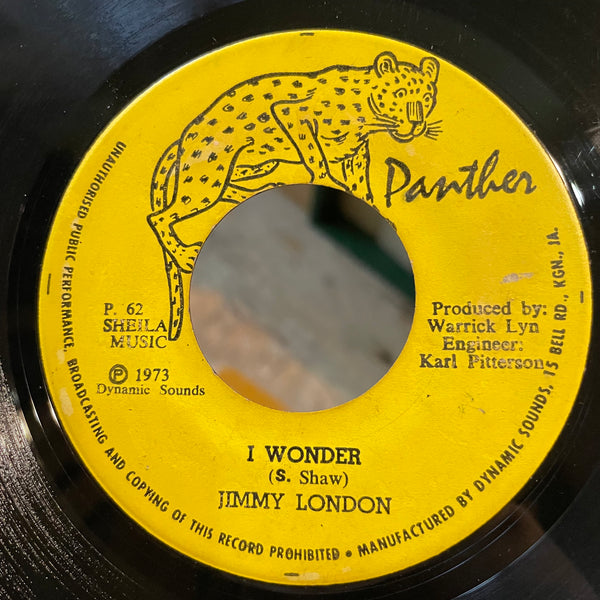 Panther
P. 62
SHEILA
MUSIC
Ⓟ 1973
Dynamic Sounds
Produced by:
Warrick Lyn
Engineer:
Karl Pitterson
I WONDER
(S. Shaw)
JIMMY LONDON
UNAUTHORISED PUBLIC PERFORMANCE, BROADCASTING AND COPYING OF THIS RECORD PROHIBITED • MANUFACTURED BY DYNAMIC SOUNDS, 15 BELL RD., KGN., JA.